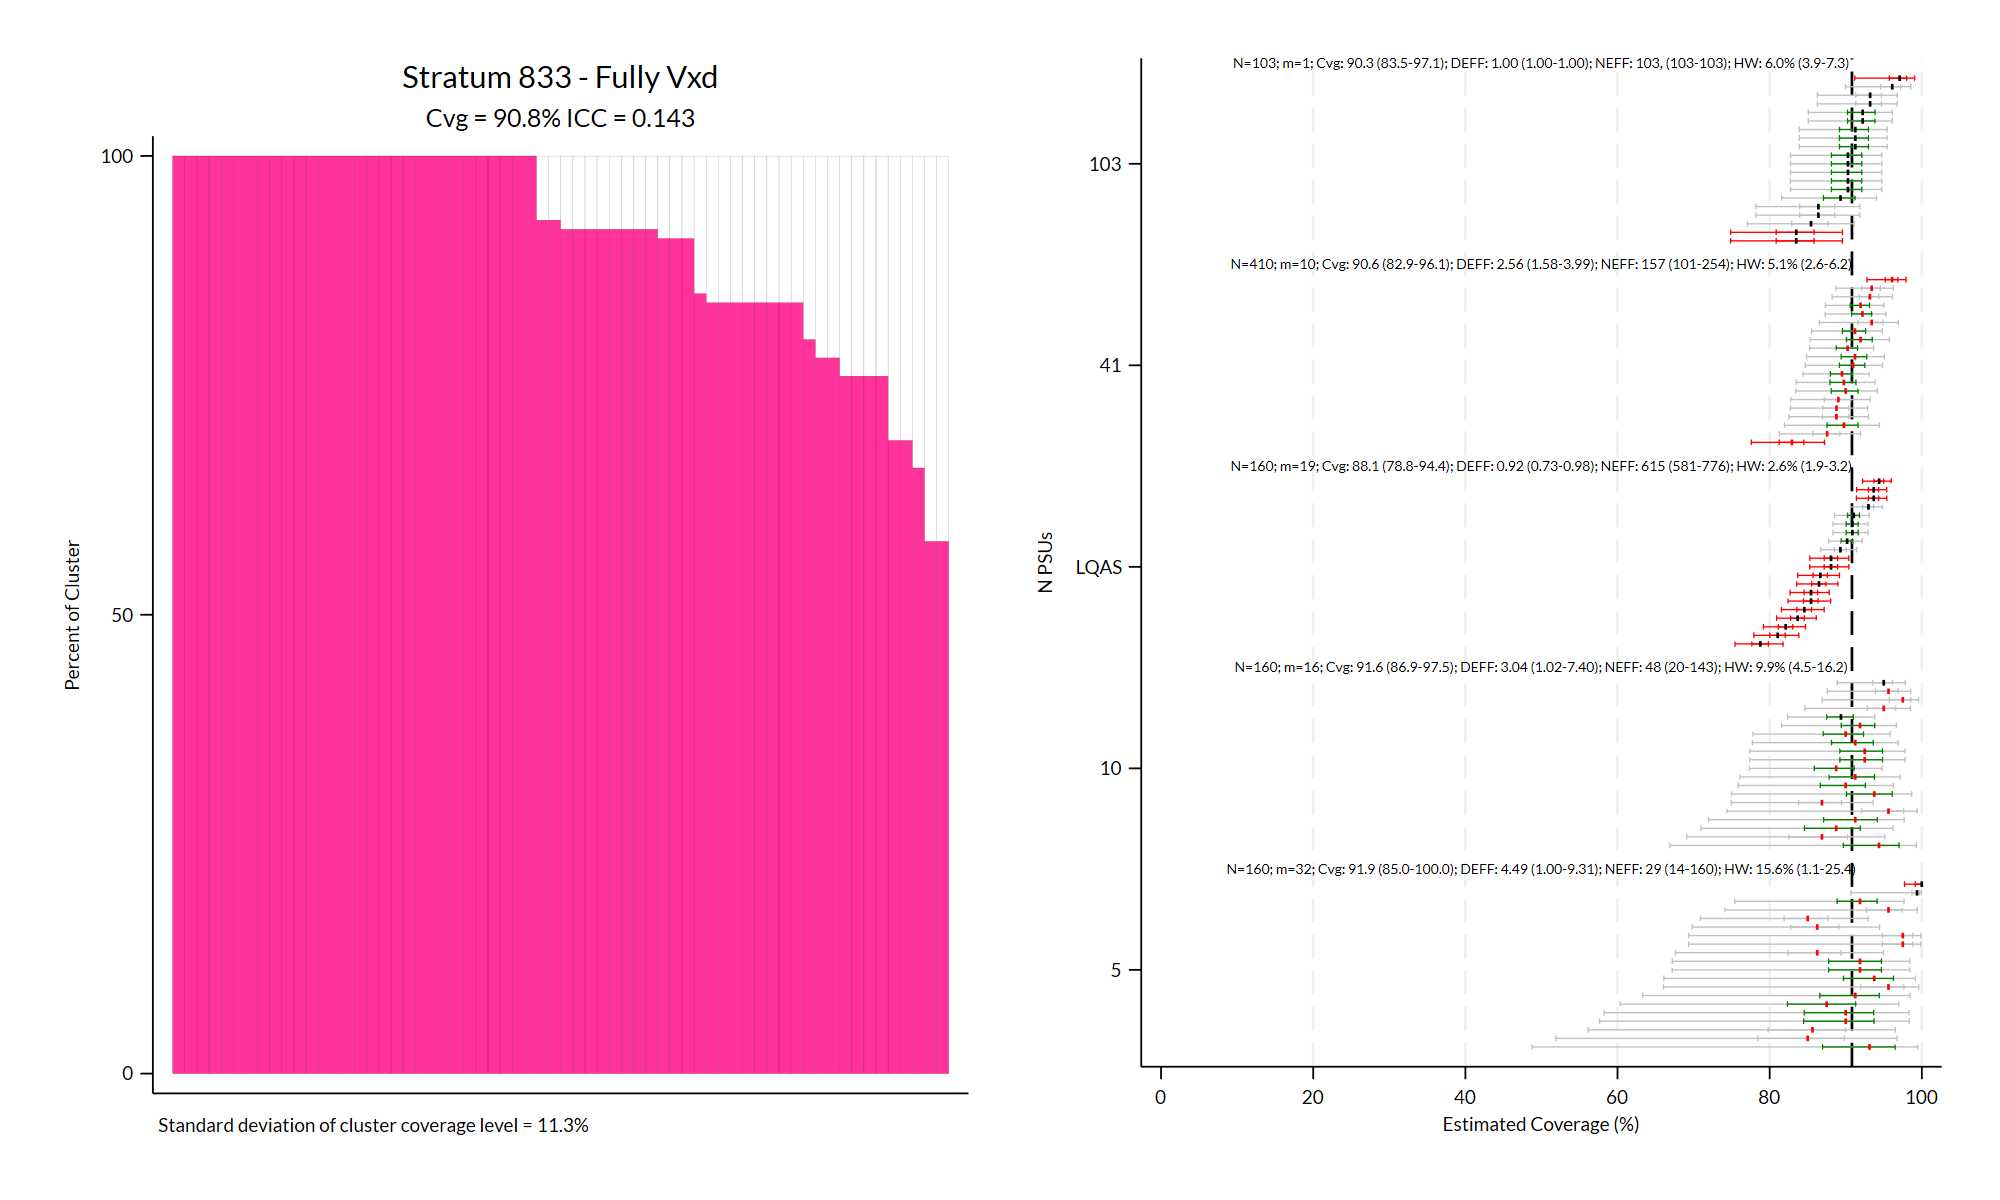 Stratum 833 - Fully Vxd
Cvg = 90.8% ICC = 0.143
100
50
0
Percent of Cluster
Standard deviation of cluster coverage level = 11.3%
N=103; m=1; Cvg: 90.3 (83.5-97.1); DEFF: 1.00 (1.00-1.00); NEFF: 103, (103-103); HW: 6.0% (3.9-7.3)
103
N=410; m=10; Cvg: 90.6 (82.9-96.1); DEFF: 2.56 (1.58-3.99); NEFF: 157 (101-254); HW: 5.1% (2.6-6.2)
41
N=160; m=19; Cvg: 88.1 (78.8-94.4); DEFF: 0.92 (0.73-0.98); NEFF: 615 (581-776); HW: 2.6% (1.9-3.2)
LQAS
N=160; m=16; Cvg: 91.6 (86.9-97.5); DEFF: 3.04 (1.02-7.40); NEFF: 48 (20-143); HW: 9.9% (4.5-16.2)
10
N=160; m=32; Cvg: 91.9 (85.0-100.0); DEFF: 4.49 (1.00-9.31); NEFF: 29 (14-160); HW: 15.6% (1.1-25.4)
5
N PSUs
0 20 40 60 80 100
Estimated Coverage (%)